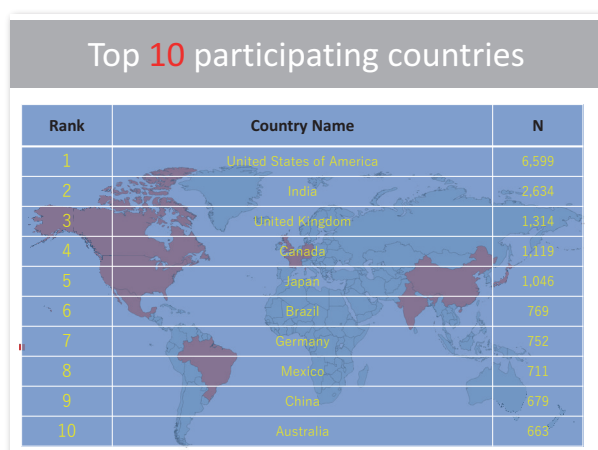 Top 10 participating countries
Rank Country Name N
1 United States of America 6,599
2 India 2,634
3 United Kingdom 1,314
4 Canada 1,119
5 Japan 1,046
6 Brazil 769
7 Germany 752
8 Mexico 711
9 China 679
10 Australia 663